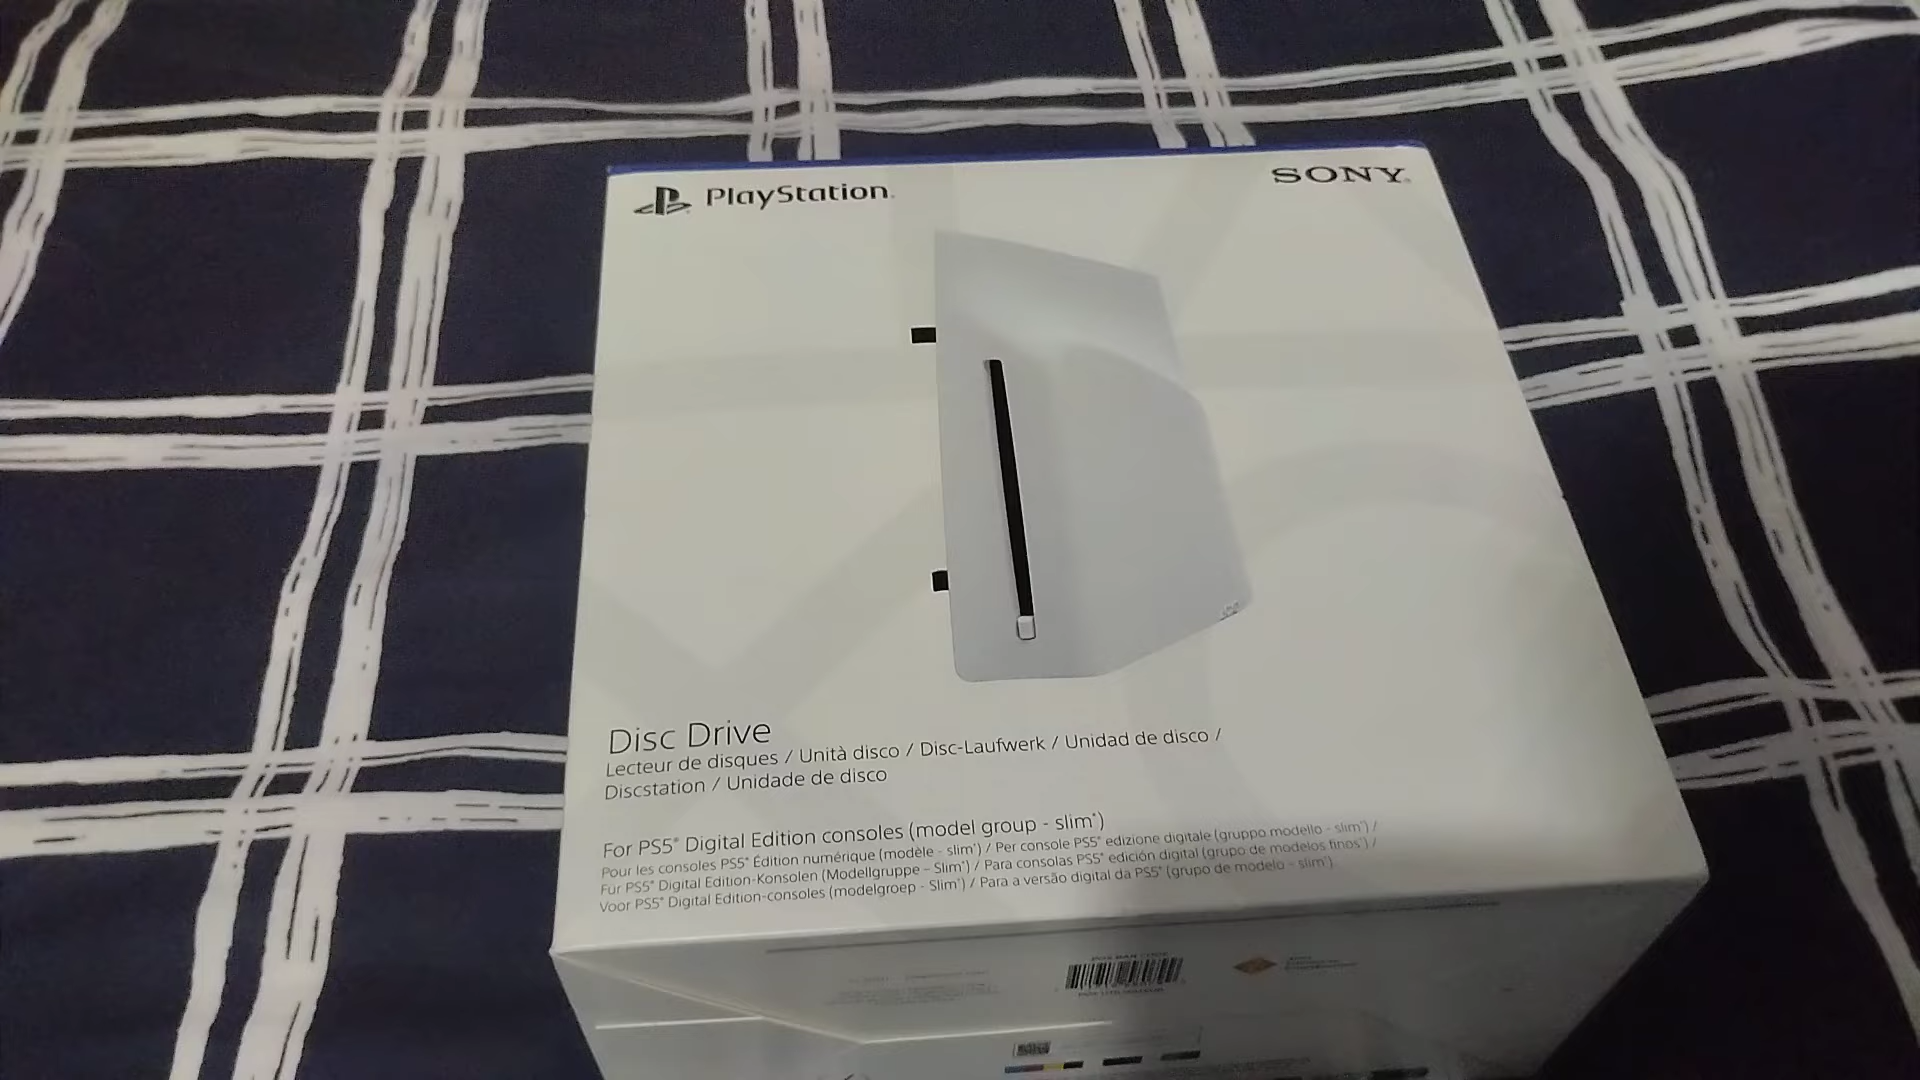 PlayStation
SONY
Disc Drive
Lecteur de disques / Unità disco / Disc-Laufwerk / Unidad de disco /
Discstation / Unidade de disco
For PS5® Digital Edition consoles (model group - slim*)
Pour les consoles PS5® Édition numérique (modèle - slim*) / Per console PS5® edizione digitale (gruppo modello - slim*) /
Für PS5® Digital Edition-Konsolen (Modellgruppe – Slim*) / Para consolas PS5® edición digital (grupo de modelos finos*) /
Voor PS5® Digital Edition-consoles (modelgroep - Slim*) / Para a versão digital da PS5® (grupo de modelo - slim*)